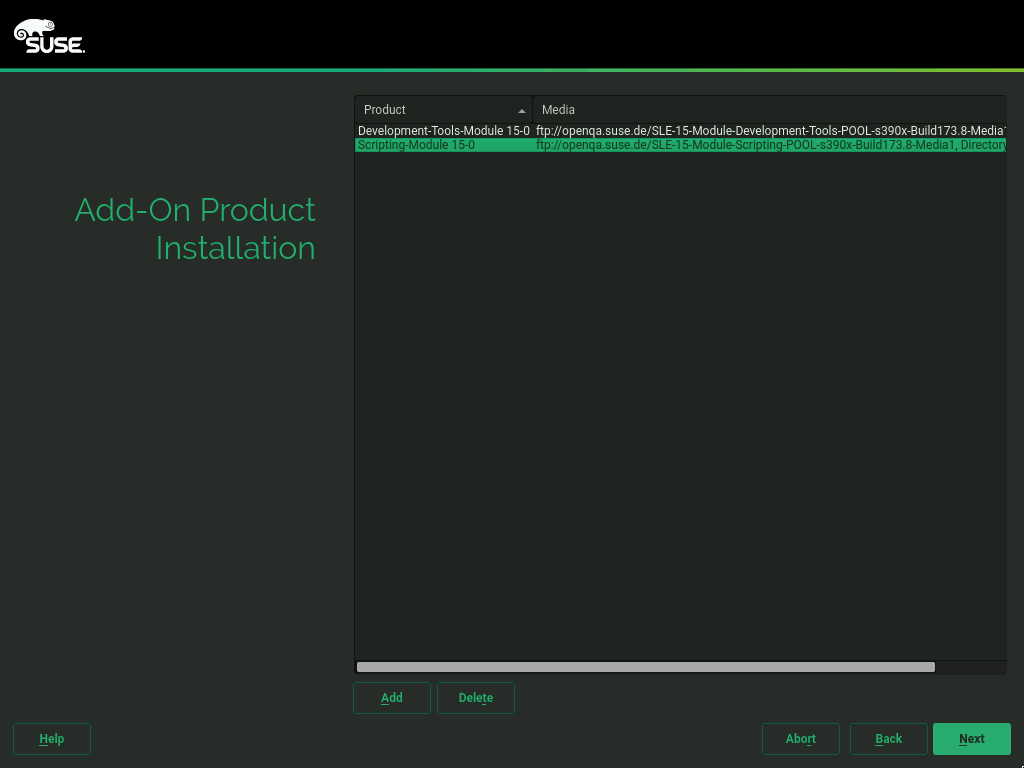 SUSE.
Product Media
Development-Tools-Module 15-0 ftp://openqa.suse.de/SLE-15-Module-Development-Tools-POOL-s390x-Build173.8-Media1
Scripting-Module 15-0 ftp://openqa.suse.de/SLE-15-Module-Scripting-POOL-s390x-Build173.8-Media1, Directory
Add-On Product
Installation
Add Delete
Help Abort Back Next